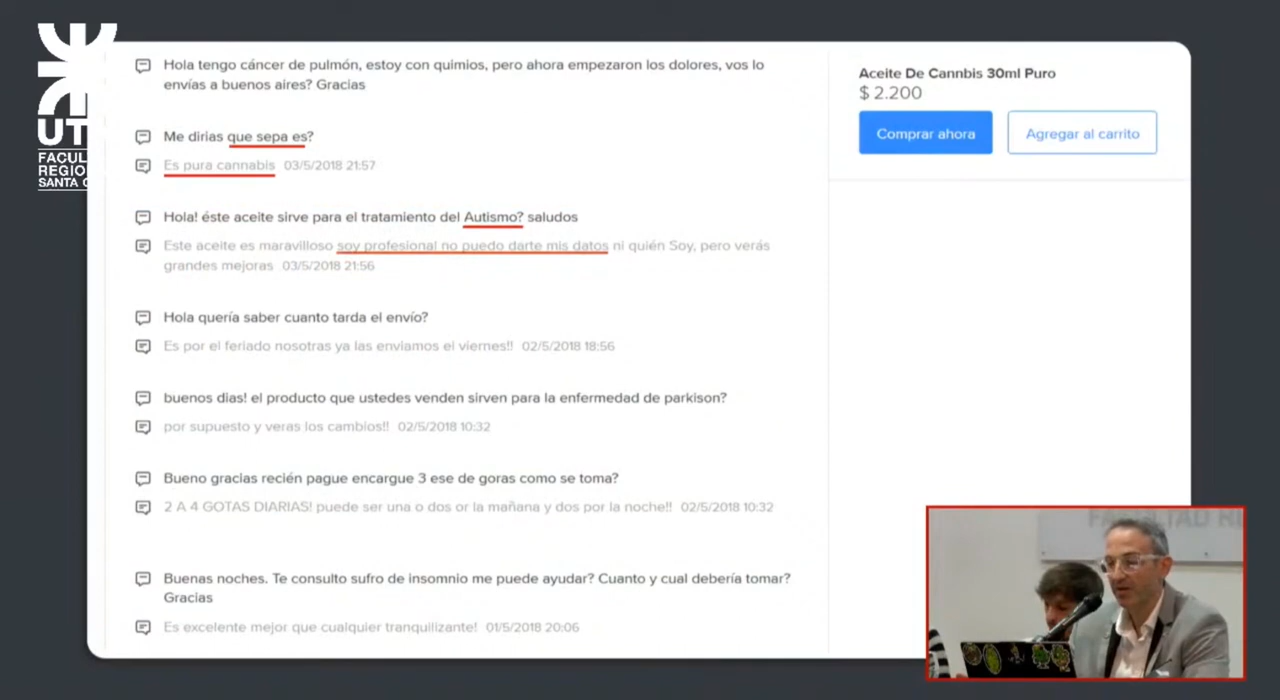 UT
FACUL
REGIO
SANTA
Hola tengo cáncer de pulmón, estoy con quimios, pero ahora empezaron los dolores, vos lo
envías a buenos aires? Gracias
Me dirias que sepa es?
Es pura cannabis 03/5/2018 21:57
Hola! éste aceite sirve para el tratamiento del Autismo? saludos
Este aceite es maravilloso soy profesional no puedo darte mis datos ni quién Soy, pero verás
grandes mejoras 03/5/2018 21:56
Hola quería saber cuanto tarda el envío?
Es por el feriado nosotras ya las enviamos el viernes!! 02/5/2018 18:56
buenos dias! el producto que ustedes venden sirven para la enfermedad de parkison?
por supuesto y veras los cambios!! 02/5/2018 10:32
Bueno gracias recién pague encargue 3 ese de goras como se toma?
2 A 4 GOTAS DIARIAS! puede ser una o dos or la mañana y dos por la noche!! 02/5/2018 10:32
Buenas noches. Te consulto sufro de insomnio me puede ayudar? Cuanto y cual debería tomar?
Gracias
Es excelente mejor que cualquier tranquilizante! 01/5/2018 20:06
Aceite De Cannbis 30ml Puro
$ 2.200
Comprar ahora
Agregar al carrito
FACULTAD RE